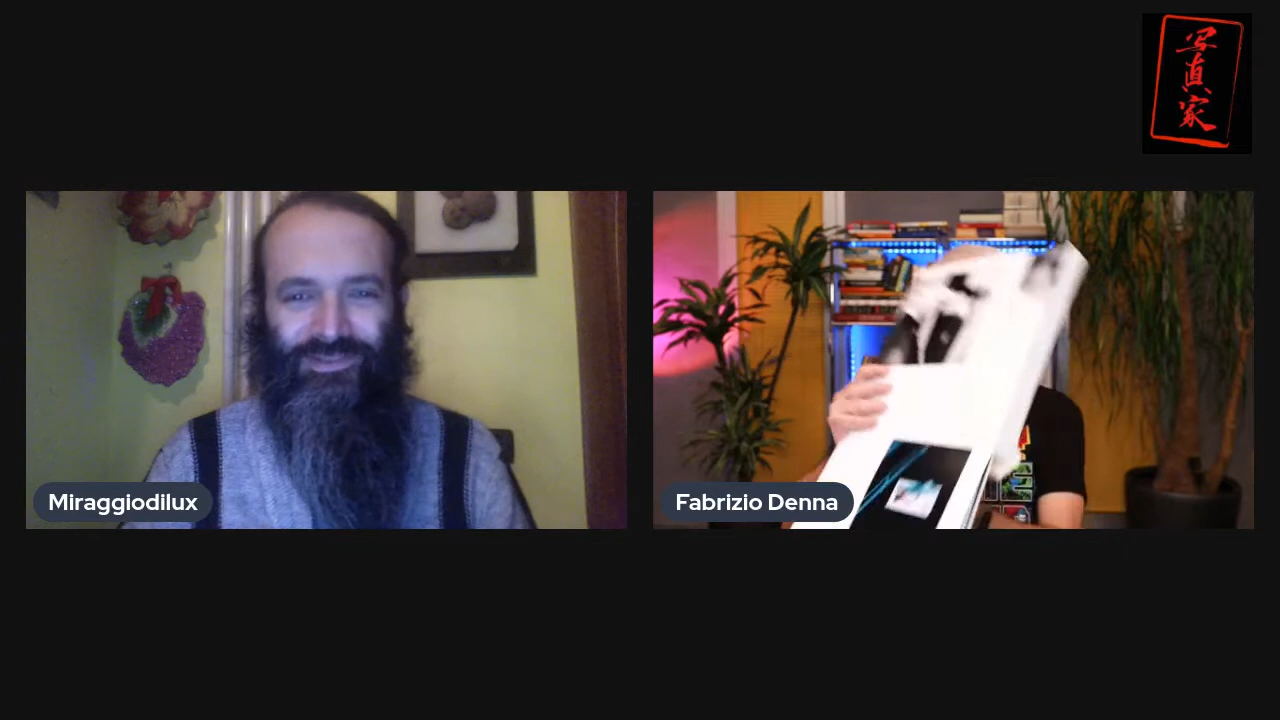 写
真
家
Miraggiodilux
Fabrizio Denna